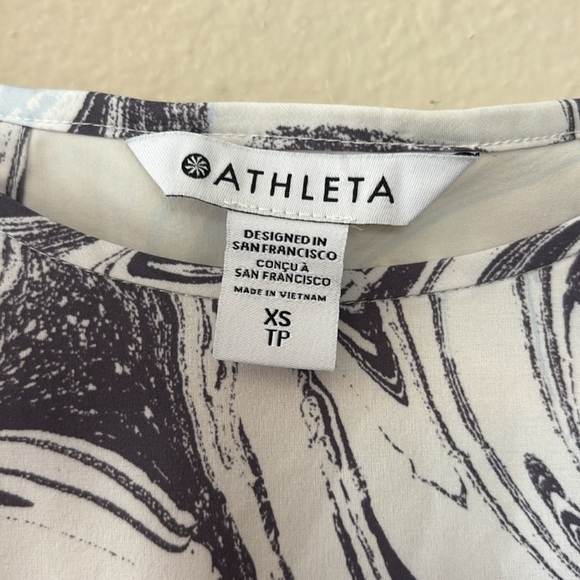 ATHLETA
DESIGNED IN
SAN FRANCISCO
CONÇU À
SAN FRANCISCO
MADE IN VIETNAM
XS
TP